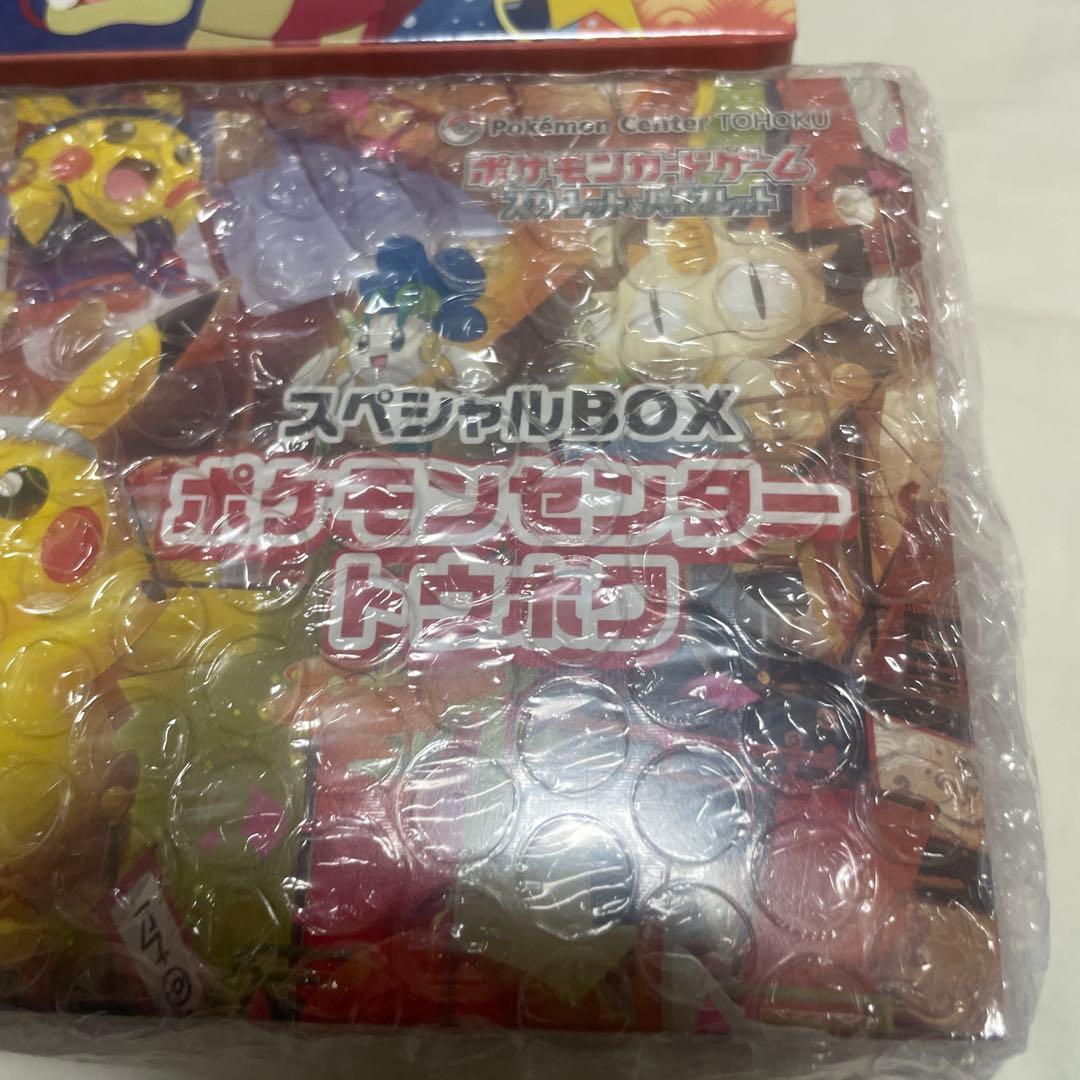 Pokémon Center TOHOKU
ポケモンカードゲーム
スカーレット&バイオレット
スペシャルBOX
ポケモンセンター
トウホク